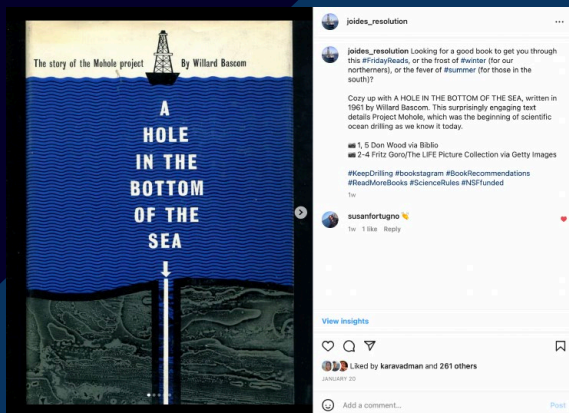 The story of the Mohole project
By Willard Bascom
A
HOLE
IN THE
BOTTOM
OF THE
SEA
joides_resolution
joides_resolution Looking for a good book to get you through
this #FridayReads, or the frost of #winter (for our
northerners), or the fever of #summer (for those in the
south)?
Cozy up with A HOLE IN THE BOTTOM OF THE SEA, written in
1961 by Willard Bascom. This surprisingly engaging text
details Project Mohole, which was the beginning of scientific
ocean drilling as we know it today.
📷 1, 5 Don Wood via Biblio
📷 2-4 Fritz Goro/The LIFE Picture Collection via Getty Images
#KeepDrilling #bookstagram #BookRecommendations
#ReadMoreBooks #ScienceRules #NSFfunded
1w
susanfortugno 👏
1w 1 like Reply
View insights
Liked by karavadman and 261 others
JANUARY 20
Add a comment...
Post